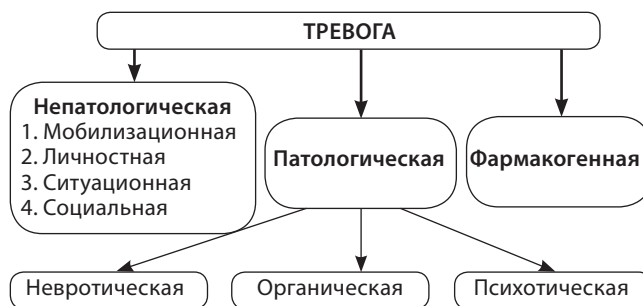 ТРЕВОГА
Непатологическая
1. Мобилизационная
2. Личностная
3. Ситуационная
4. Социальная
Патологическая
Фармакогенная
Невротическая
Органическая
Психотическая